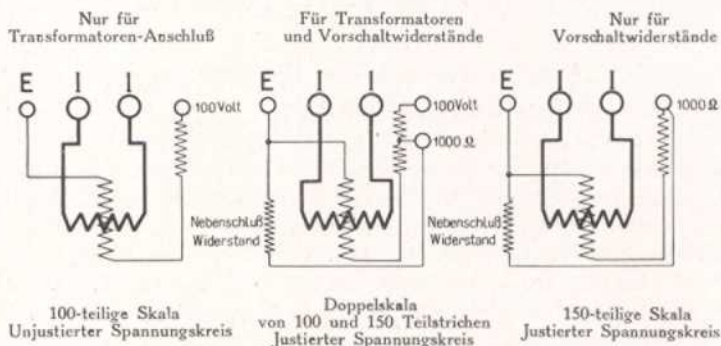 Nur für
Transformatoren-Anschluß
Für Transformatoren
und Vorschaltwiderstände
Nur für
Vorschaltwiderstände
E I I
100 Volt
E I I
100 Volt
1000 Ω
Nebenschluß
Widerstand
E I I
1000 Ω
Nebenschluß
Widerstand
100-teilige Skala
Unjustierter Spannungskreis
Doppelskala
von 100 und 150 Teilstrichen
Justierter Spannungskreis
150-teilige Skala
Justierter Spannungskreis